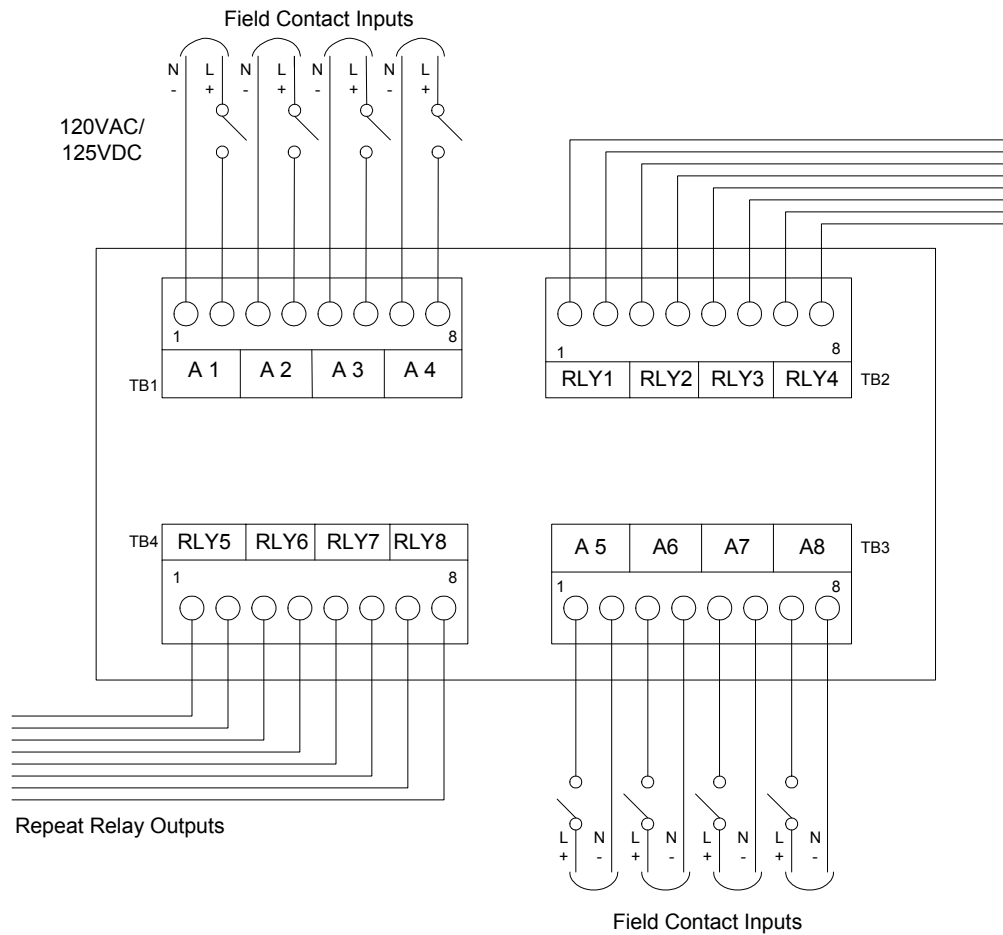 Field Contact Inputs
N L N L N L N L
- + - + - + - +
120VAC/
125VDC
1 8
A 1 A 2 A 3 A 4
TB1
1 8
RLY1 RLY2 RLY3 RLY4
TB2
TB4
RLY5 RLY6 RLY7 RLY8
1 8
A 5 A6 A7 A8
TB3
1 8
Repeat Relay Outputs
L N L N L N L N
+ - + - + - + -
Field Contact Inputs